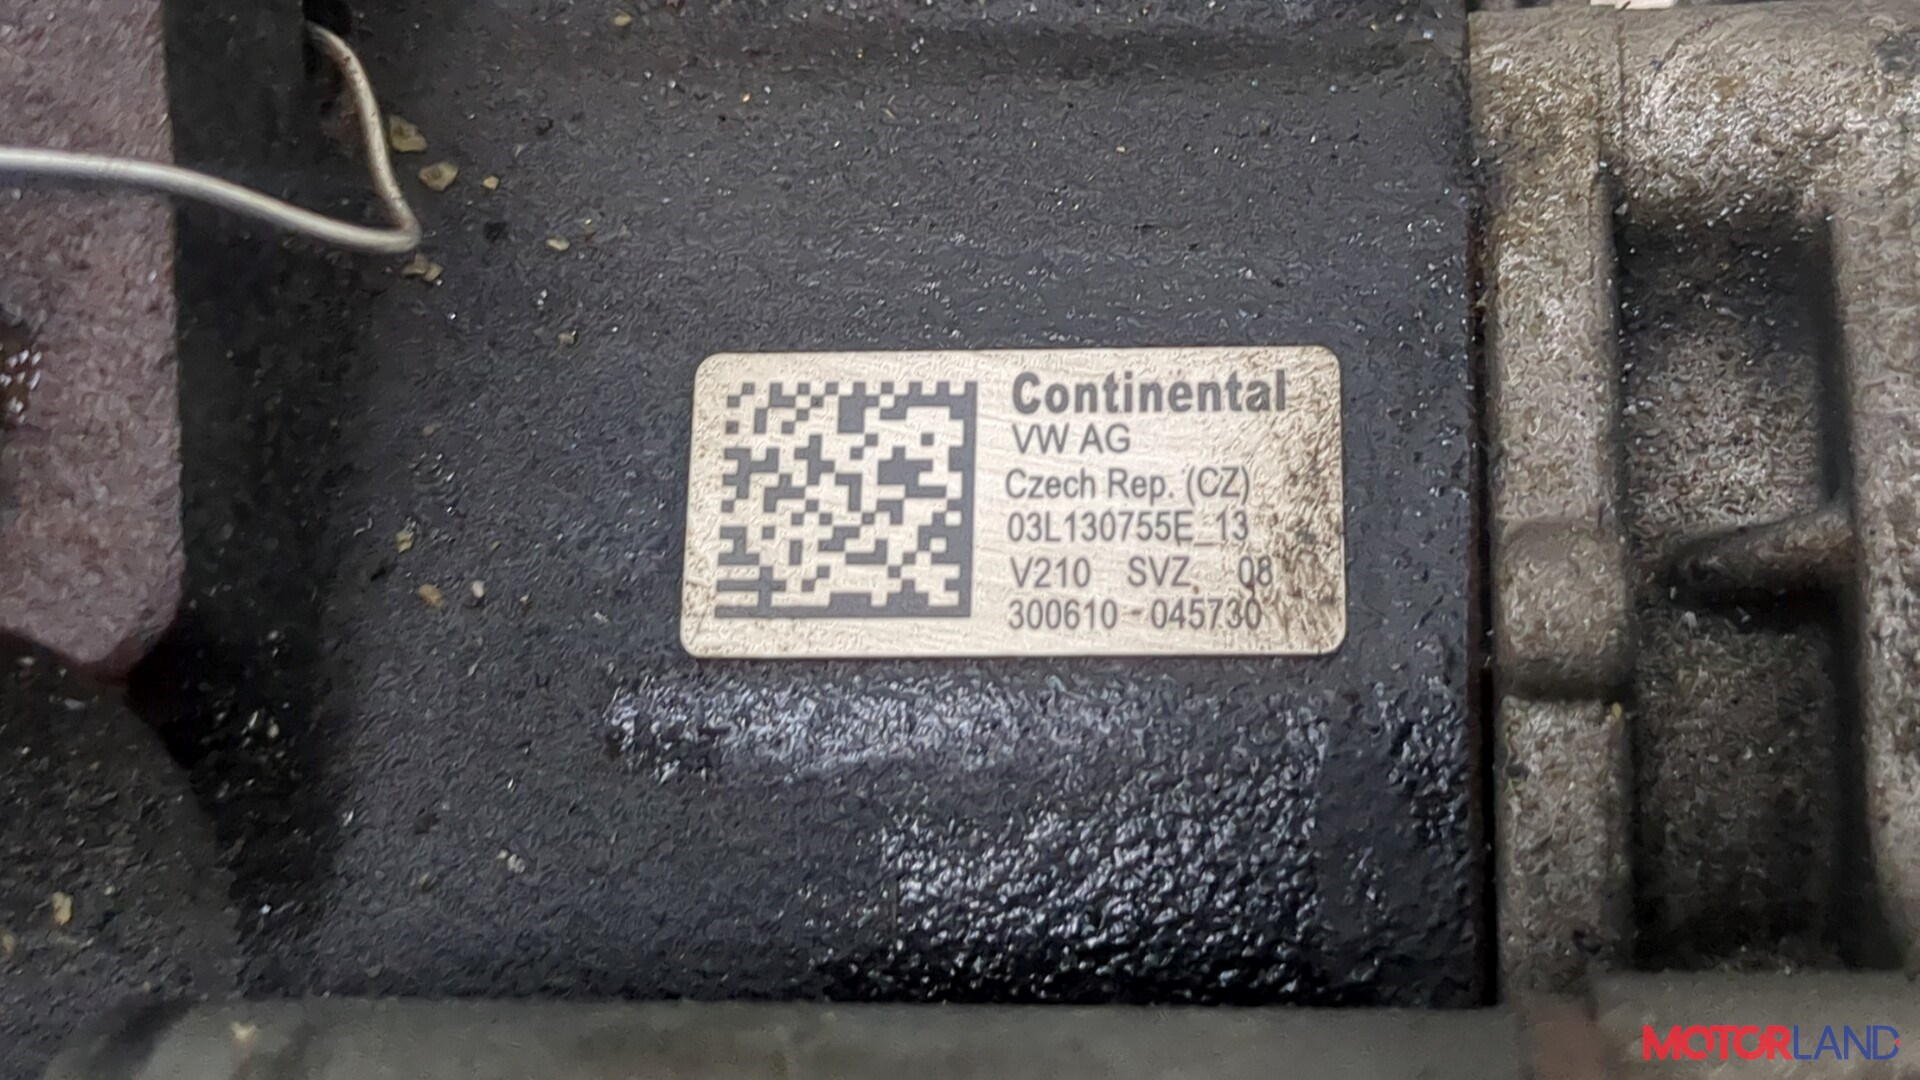 Continental
VW AG
Czech Rep. (CZ)
03L130755E_13
V210 SVZ 08
300610 045730
MOTORLAND